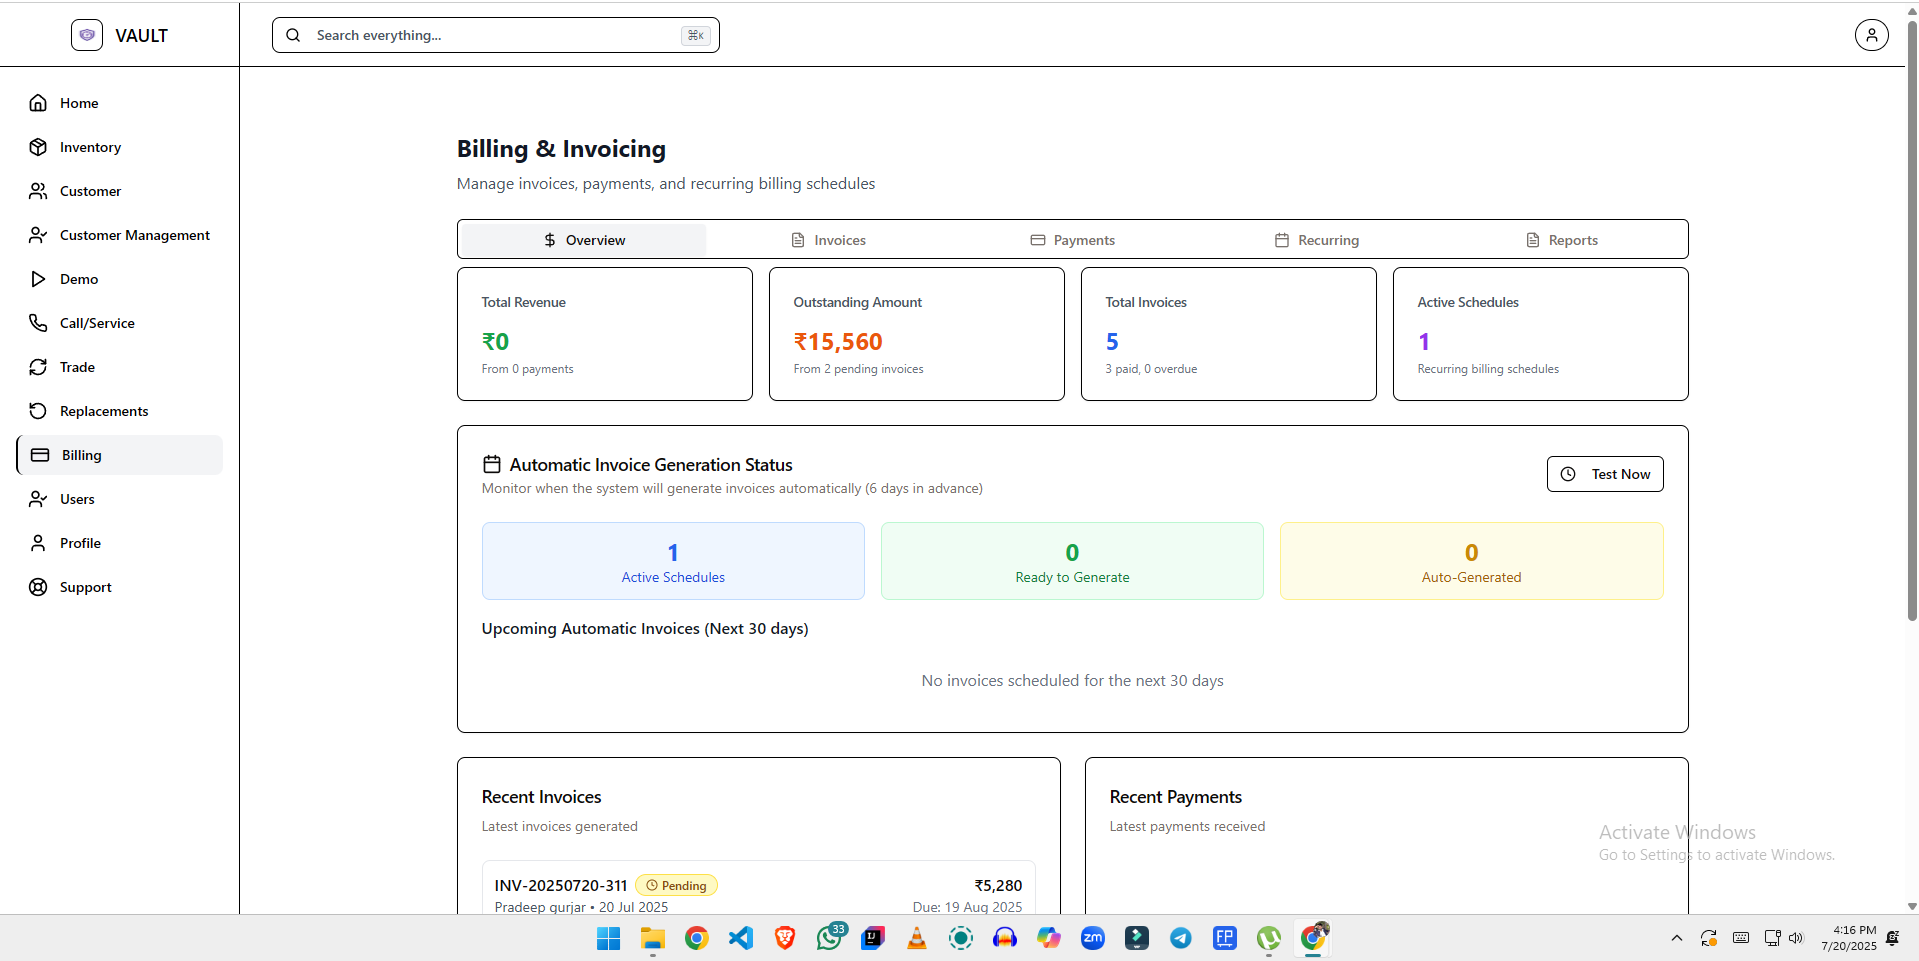 VAULT
Search everything...
⌘K
Home
Inventory
Customer
Customer Management
Demo
Call/Service
Trade
Replacements
Billing
Users
Profile
Support
Billing & Invoicing
Manage invoices, payments, and recurring billing schedules
Overview
Invoices
Payments
Recurring
Reports
Total Revenue
₹0
From 0 payments
Outstanding Amount
₹15,560
From 2 pending invoices
Total Invoices
5
3 paid, 0 overdue
Active Schedules
1
Recurring billing schedules
Automatic Invoice Generation Status
Monitor when the system will generate invoices automatically (6 days in advance)
Test Now
1
Active Schedules
0
Ready to Generate
0
Auto-Generated
Upcoming Automatic Invoices (Next 30 days)
No invoices scheduled for the next 30 days
Recent Invoices
Latest invoices generated
INV-20250720-311
Pending
₹5,280
Pradeep gurjar • 20 Jul 2025
Due: 19 Aug 2025
Recent Payments
Latest payments received
Activate Windows
Go to Settings to activate Windows.
33
IJ
zm
FP
4:16 PM
7/20/2025